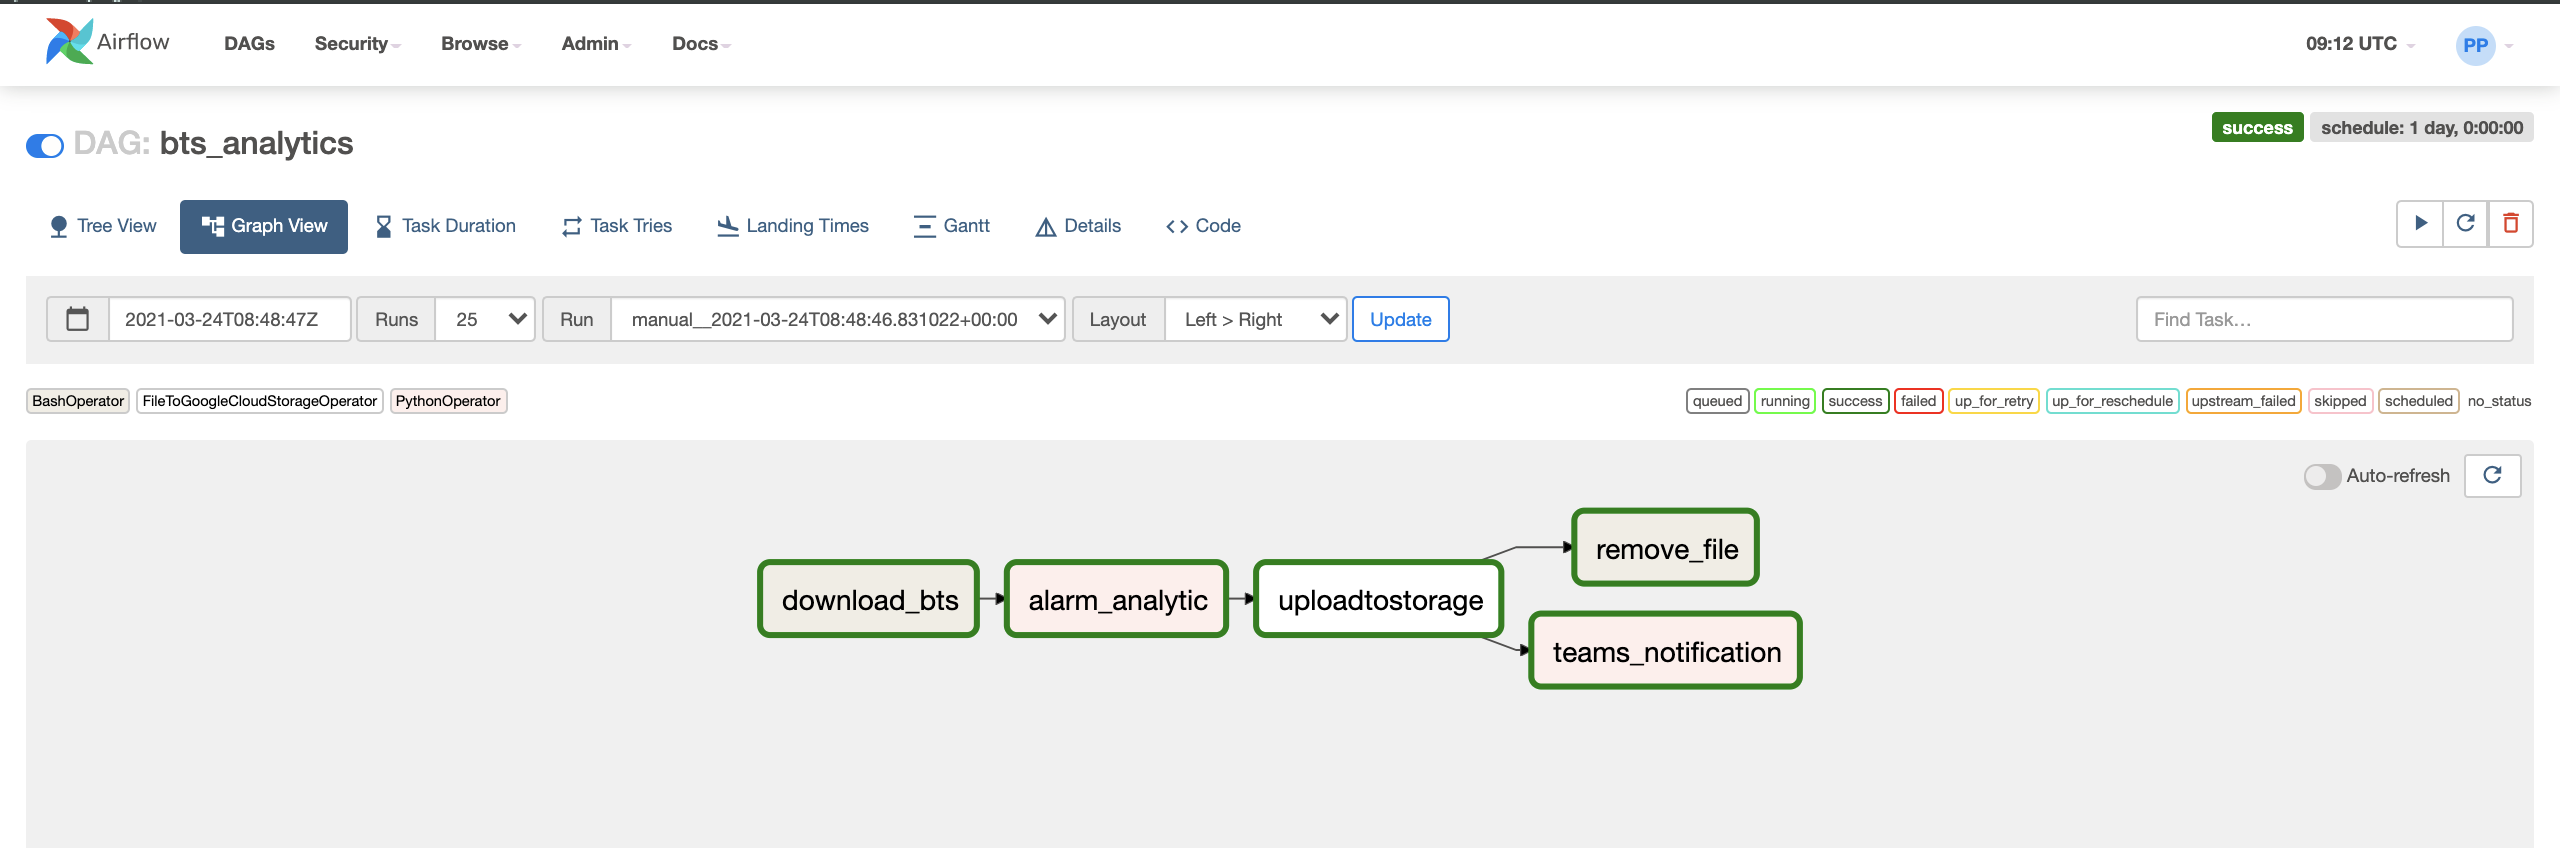 Airflow DAGs Security Browse Admin Docs 09:12 UTC PP
DAG: bts_analytics success schedule: 1 day, 0:00:00
Tree View Graph View Task Duration Task Tries Landing Times Gantt Details Code
2021-03-24T08:48:47Z Runs 25 Run manual__2021-03-24T08:48:46.831022+00:00 Layout Left > Right Update Find Task…
BashOperator FileToGoogleCloudStorageOperator PythonOperator queued running success failed up_for_retry up_for_reschedule upstream_failed skipped scheduled no_status
Auto-refresh
remove_file
download_bts alarm_analytic uploadtostorage
teams_notification